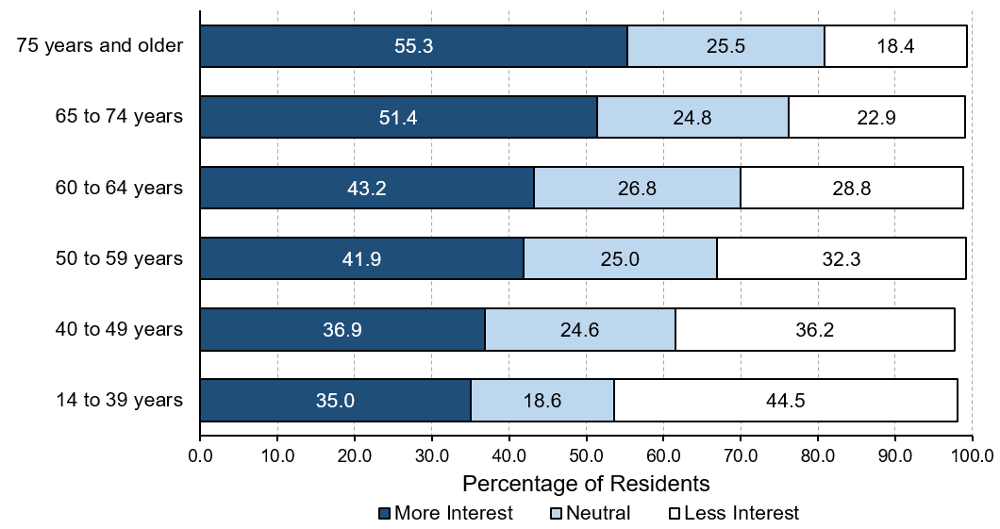 75 years and older 55.3 25.5 18.4
65 to 74 years 51.4 24.8 22.9
60 to 64 years 43.2 26.8 28.8
50 to 59 years 41.9 25.0 32.3
40 to 49 years 36.9 24.6 36.2
14 to 39 years 35.0 18.6 44.5
0.0 10.0 20.0 30.0 40.0 50.0 60.0 70.0 80.0 90.0 100.0
Percentage of Residents
More Interest Neutral Less Interest